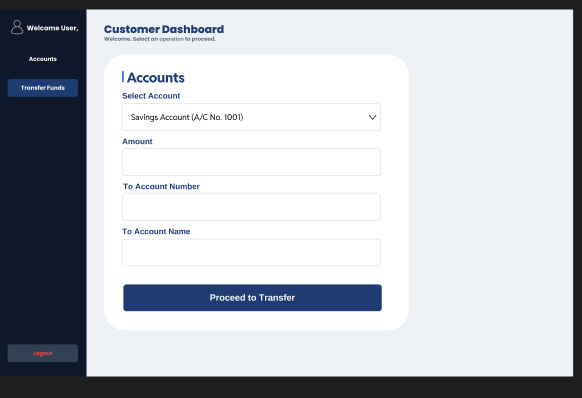 Welcome User,
Accounts
Transfer Funds
Logout
Customer Dashboard
Welcome. Select an operation to proceed.
Accounts
Select Account
Savings Account (A/C No. 1001)
Amount
To Account Number
To Account Name
Proceed to Transfer